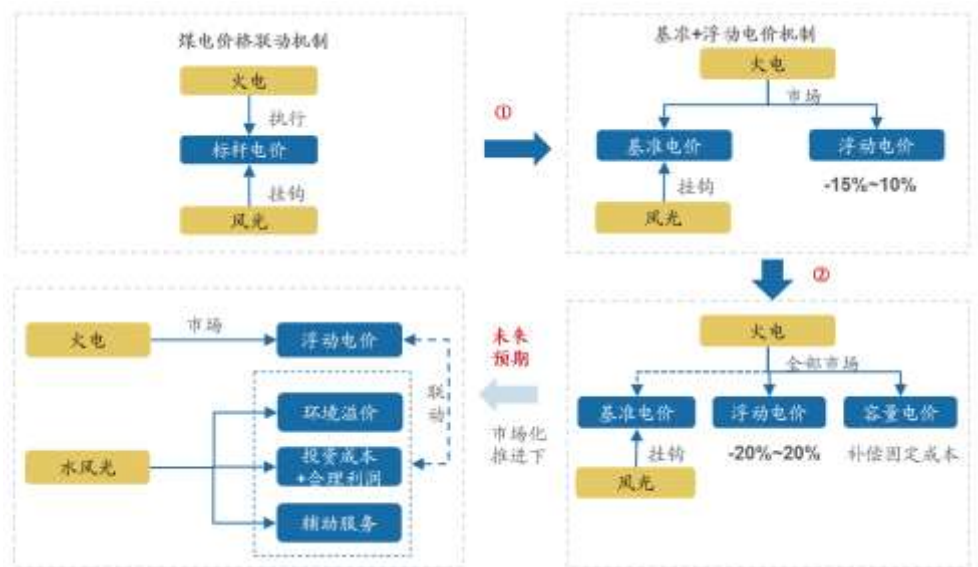 煤电价格联动机制
火电
执行
标杆电价
挂钩
风光
①
基准+浮动电价机制
火电
市场
基准电价
浮动电价
挂钩
-15%~10%
风光
②
火电
全部市场
基准电价
浮动电价
容量电价
挂钩
-20%~20%
补偿固定成本
风光
未来
预期
市场化
推进下
火电
市场
浮动电价
联
动
环境溢价
水风光
投资成本
+合理利润
辅助服务